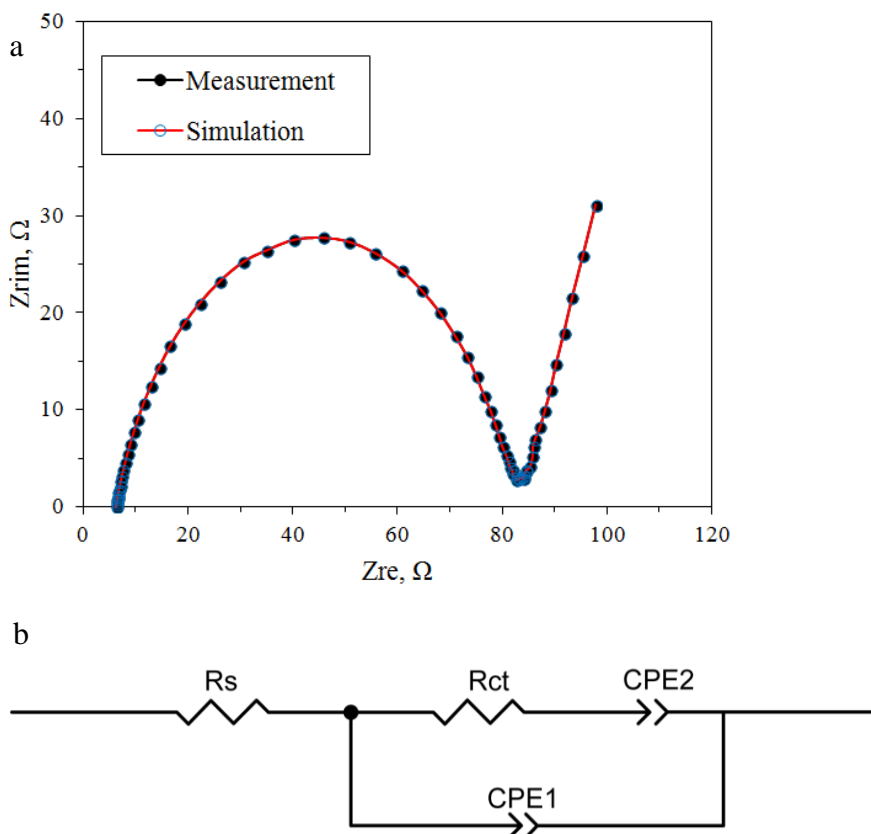 a
50
40
30
20
10
0
Zrim, Ω
Measurement
Simulation
0 20 40 60 80 100 120
Zre, Ω
b
Rs
Rct
CPE2
CPE1